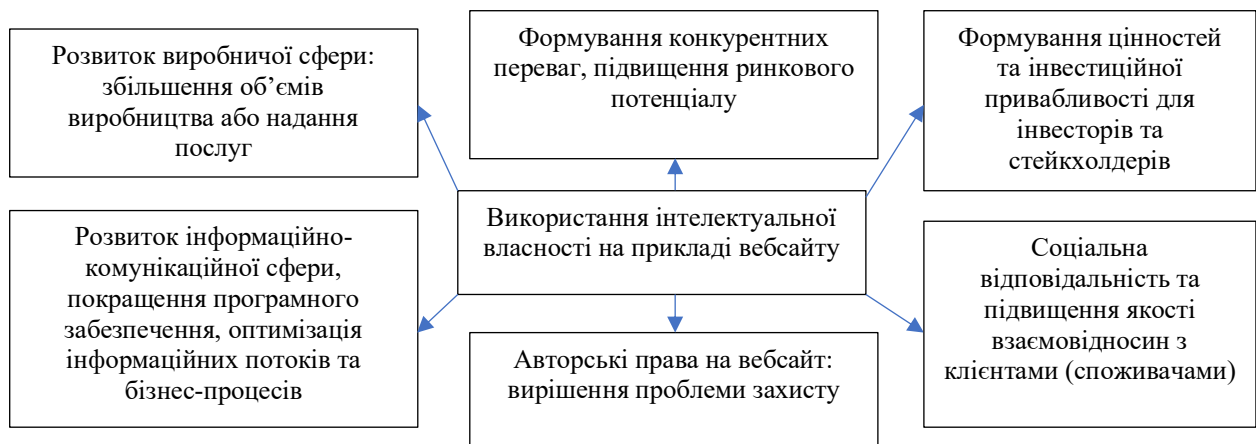 Розвиток виробничої сфери:
збільшення об’ємів
виробництва або надання
послуг
Формування конкурентних
переваг, підвищення ринкового
потенціалу
Формування цінностей
та інвестиційної
привабливості для
інвесторів та
стейкхолдерів
Використання інтелектуальної
власності на прикладі вебсайту
Розвиток інформаційно-
комунікаційної сфери,
покращення програмного
забезпечення, оптимізація
інформаційних потоків та
бізнес-процесів
Авторські права на вебсайт:
вирішення проблеми захисту
Соціальна
відповідальність та
підвищення якості
взаємовідносин з
клієнтами (споживачами)